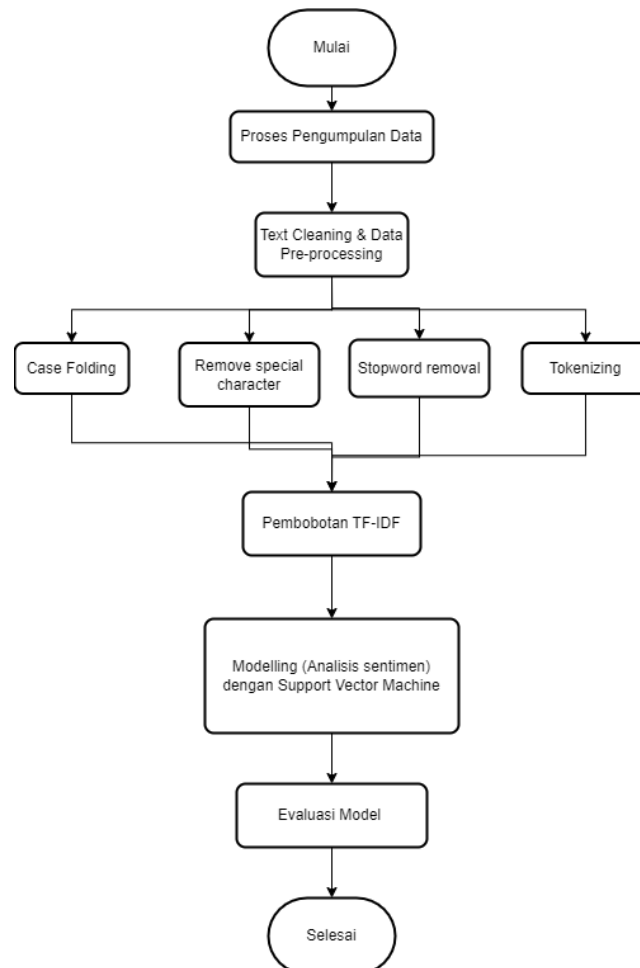 Mulai
Proses Pengumpulan Data
Text Cleaning & Data
Pre-processing
Case Folding
Remove special
character
Stopword removal
Tokenizing
Pembobotan TF-IDF
Modelling (Analisis sentimen)
dengan Support Vector Machine
Evaluasi Model
Selesai